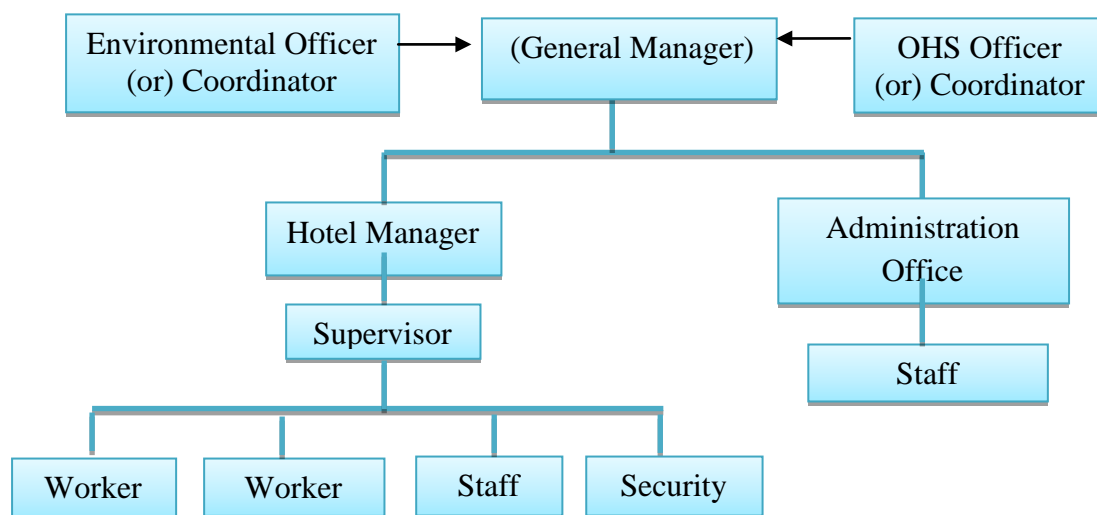 Environmental Officer
(or) Coordinator
(General Manager)
OHS Officer
(or) Coordinator
Hotel Manager
Administration
Office
Supervisor
Staff
Worker
Worker
Staff
Security